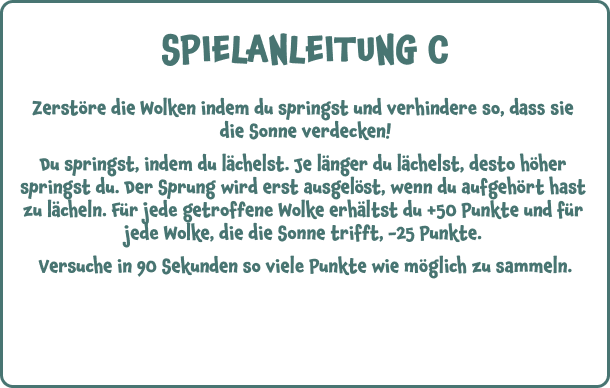 SPIELANLEITUNG C
Zerstöre die Wolken indem du springst und verhindere so, dass sie
die Sonne verdecken!
Du springst, indem du lächelst. Je länger du lächelst, desto höher
springst du. Der Sprung wird erst ausgelöst, wenn du aufgehört hast
zu lächeln. Für jede getroffene Wolke erhältst du +50 Punkte und für
jede Wolke, die die Sonne trifft, -25 Punkte.
Versuche in 90 Sekunden so viele Punkte wie möglich zu sammeln.